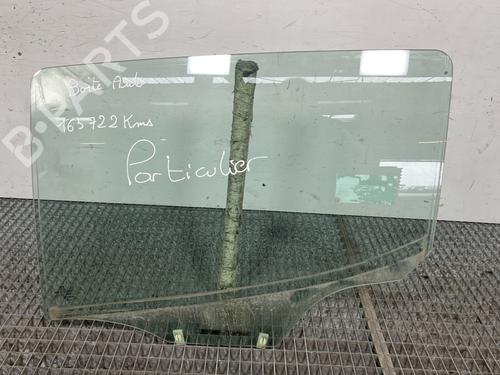 B-PARTS
Boite Auto
165722 Kms
Particulier